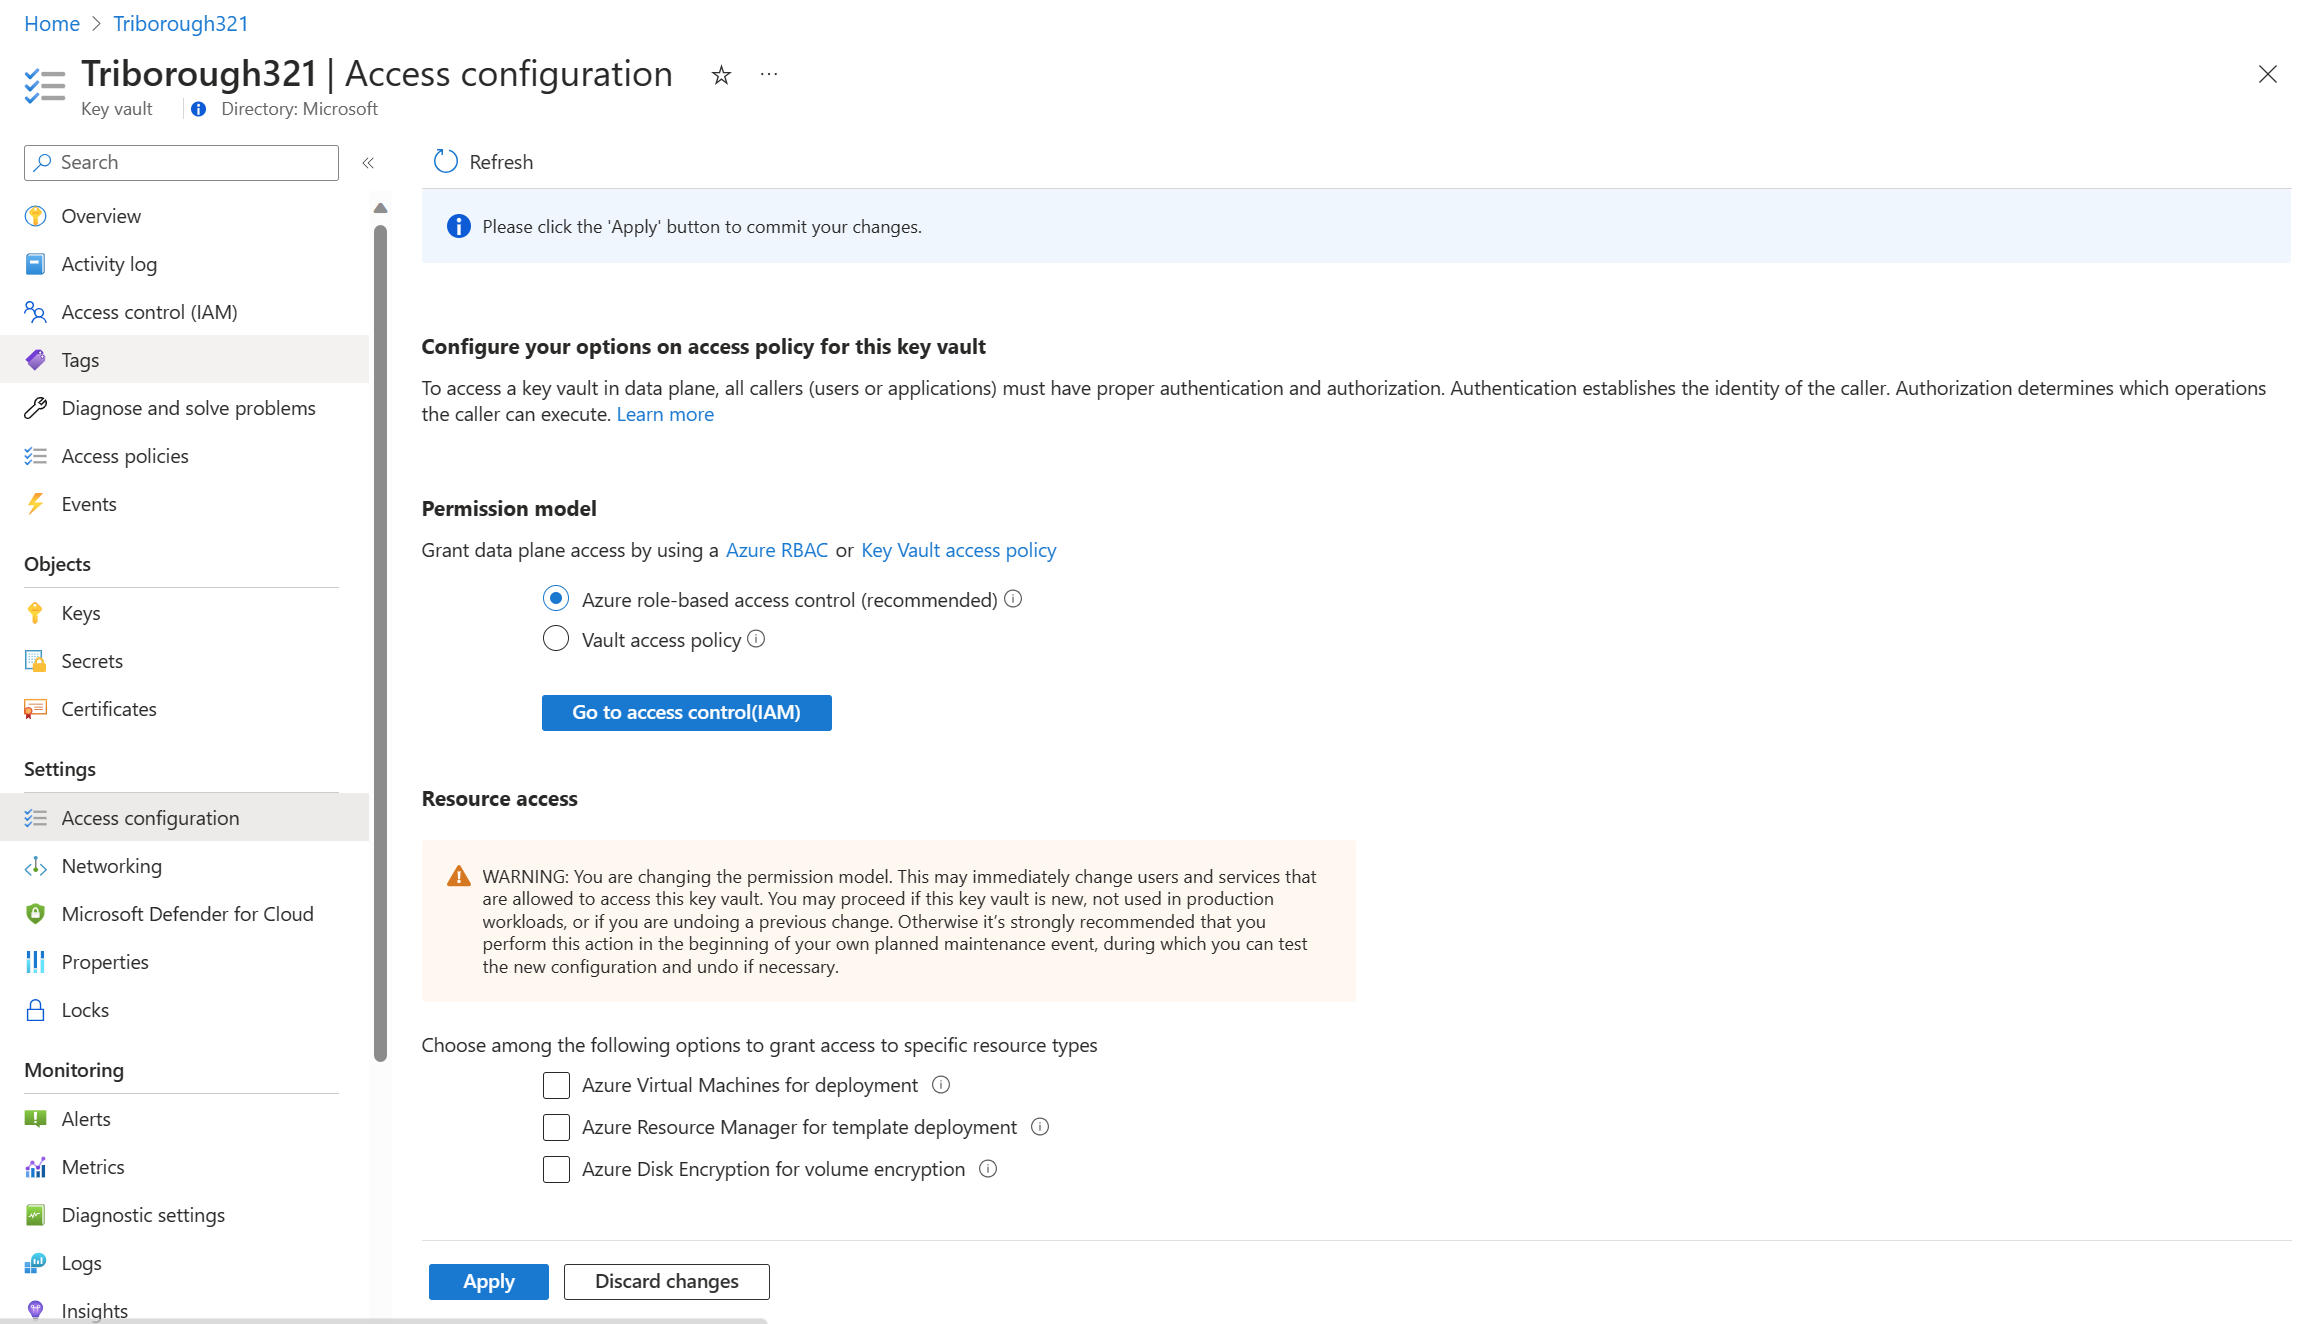 Home > Triborough321
Triborough321 | Access configuration ☆ ···
Key vault
Directory: Microsoft
Search
«
Overview
Activity log
Access control (IAM)
Tags
Diagnose and solve problems
Access policies
Events
Objects
Keys
Secrets
Certificates
Settings
Access configuration
Networking
Microsoft Defender for Cloud
Properties
Locks
Monitoring
Alerts
Metrics
Diagnostic settings
Logs
Insights
Refresh
Please click the 'Apply' button to commit your changes.
Configure your options on access policy for this key vault
To access a key vault in data plane, all callers (users or applications) must have proper authentication and authorization. Authentication establishes the identity of the caller. Authorization determines which operations
the caller can execute. Learn more
Permission model
Grant data plane access by using a Azure RBAC or Key Vault access policy
Azure role-based access control (recommended)
Vault access policy
Go to access control(IAM)
Resource access
WARNING: You are changing the permission model. This may immediately change users and services that
are allowed to access this key vault. You may proceed if this key vault is new, not used in production
workloads, or if you are undoing a previous change. Otherwise it’s strongly recommended that you
perform this action in the beginning of your own planned maintenance event, during which you can test
the new configuration and undo if necessary.
Choose among the following options to grant access to specific resource types
Azure Virtual Machines for deployment
Azure Resource Manager for template deployment
Azure Disk Encryption for volume encryption
Apply
Discard changes